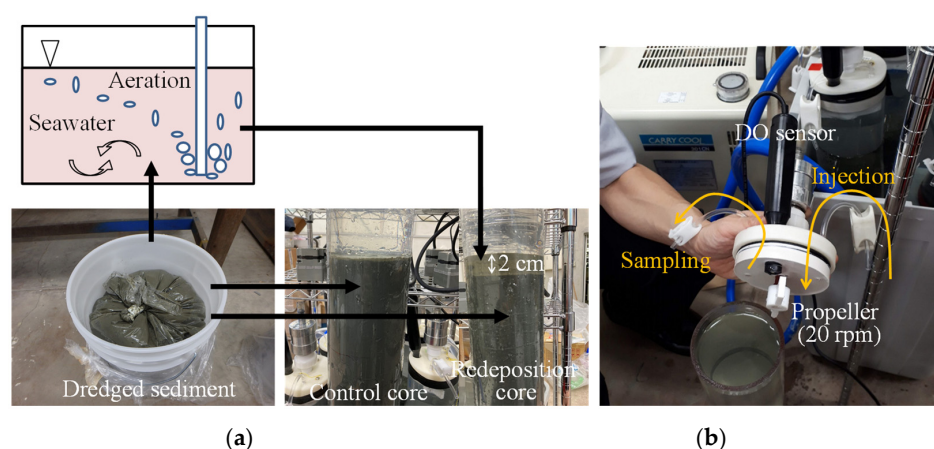 Aeration
Seawater
2 cm
Dredged sediment
Control core
Redeposition
core
(a)
CARRY COOL
DO sensor
Injection
Sampling
Propeller
(20 rpm)
(b)